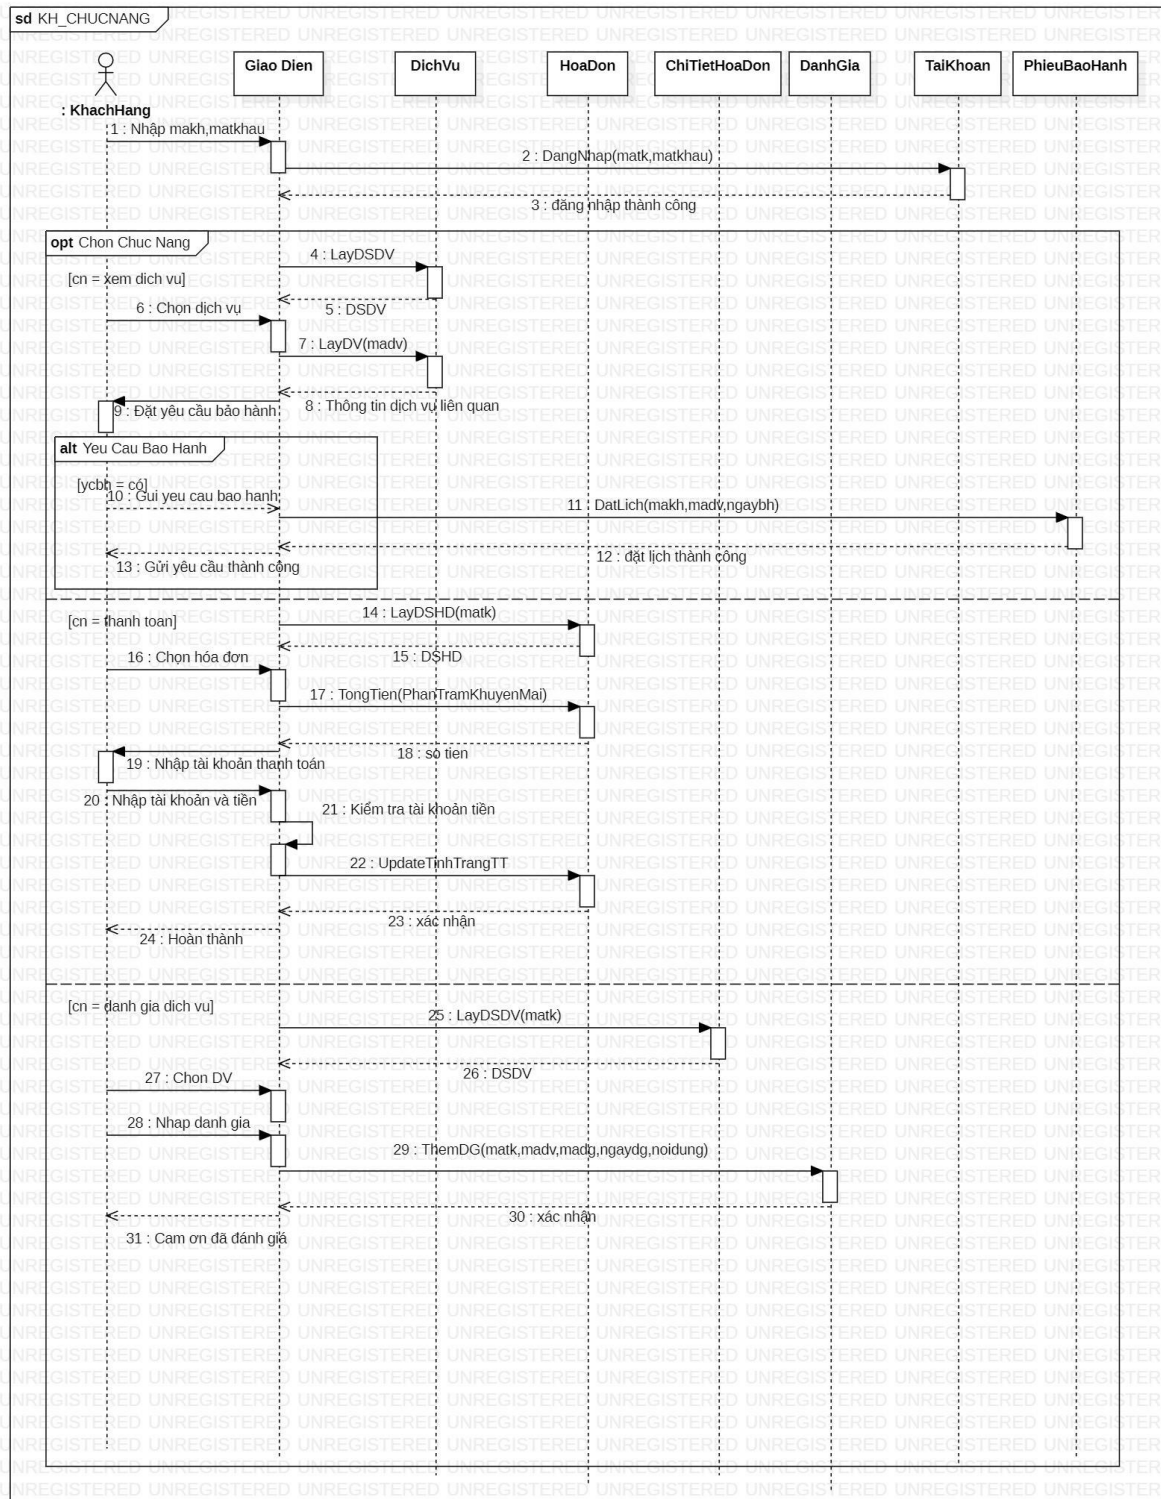 sd KH_CHUCNANG
Giao Dien
DichVu
HoaDon
ChiTietHoaDon
DanhGia
TaiKhoan
PhieuBaoHanh
: KhachHang
1 : Nhập makh,matkhau
2 : DangNhap(matk,matkhau)
3 : đăng nhập thành công
opt Chon Chuc Nang
4 : LayDSDV
[cn = xem dich vu]
5 : DSDV
6 : Chọn dịch vụ
7 : LayDV(madv)
8 : Thông tin dịch vụ liên quan
9 : Đặt yêu cầu bảo hành
alt Yeu Cau Bao Hanh
[ycbh = có]
10 : Gui yeu cau bao hanh
11 : DatLich(makh,madv,ngaybh)
12 : đặt lịch thành công
13 : Gửi yêu cầu thành công
14 : LayDSHD(matk)
[cn = thanh toan]
15 : DSHD
16 : Chọn hóa đơn
17 : TongTien(PhanTramKhuyenMai)
18 : so tien
19 : Nhập tài khoản thanh toán
20 : Nhập tài khoản và tiền
21 : Kiểm tra tài khoản tiền
22 : UpdateTinhTrangTT
23 : xác nhận
24 : Hoàn thành
[cn = danh gia dich vu]
25 : LayDSDV(matk)
26 : DSDV
27 : Chon DV
28 : Nhap danh gia
29 : ThemDG(matk,madv,madg,ngaydg,noidung)
30 : xác nhận
31 : Cam ơn đã đánh giá
UNREGISTERED